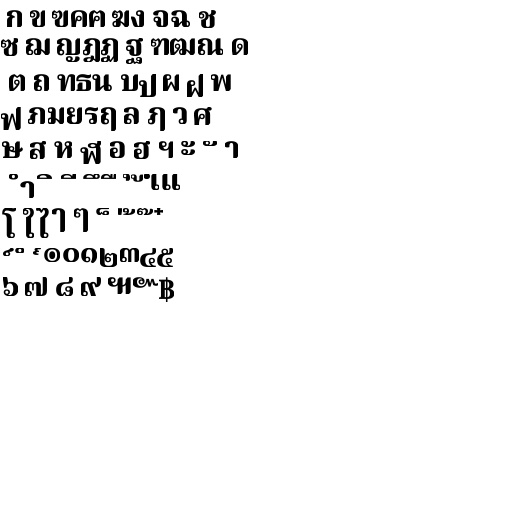 ก ข ฃ ค ฅ ฆ ง จ ฉ ช
ซ ฌ ญ ฎ ฏ ฐ ฑ ฒ ณ ด
ต ถ ท ธ น บ ป ผ ฝ พ
ฟ ภ ม ย ร ฤ ล ฦ ว ศ
ษ ส ห ฬ อ ฮ ฯ ะ ั า
ำ ิ ี ึ ื ุ ู เ แ
โ ใ ไ ๅ ๆ ็ ่ ้ ๊ ๋
์ ํ ๎ ๏ ๐ ๑ ๒ ๓ ๔ ๕
๖ ๗ ๘ ๙ ๚ ๛ ฿